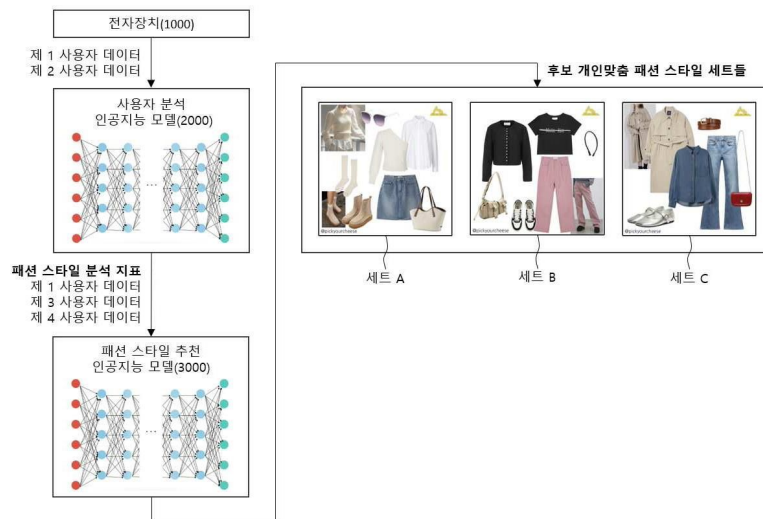 전자장치(1000)
제 1 사용자 데이터
제 2 사용자 데이터
사용자 분석
인공지능 모델(2000)
...
패션 스타일 분석 지표
제 1 사용자 데이터
제 3 사용자 데이터
제 4 사용자 데이터
패션 스타일 추천
인공지능 모델(3000)
...
후보 개인맞춤 패션 스타일 세트들
@pickyourcheese
@pickyourcheese
@pickyourcheese
세트 A
세트 B
세트 C